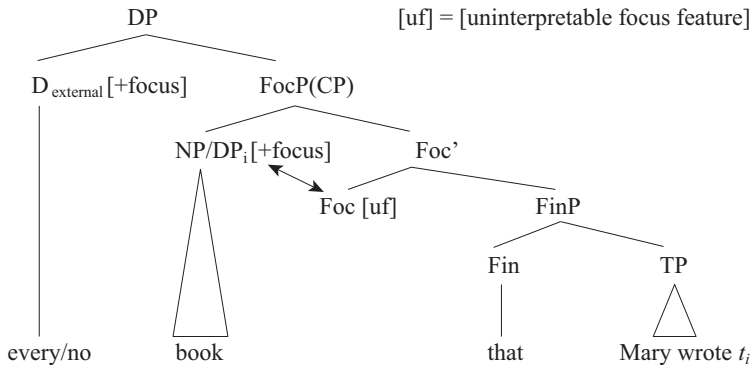 DP [uf] = [uninterpretable focus feature]
D external [+focus] FocP(CP)
NP/DPi [+focus] Foc’
Foc [uf] FinP
Fin TP
every/no book that Mary wrote ti